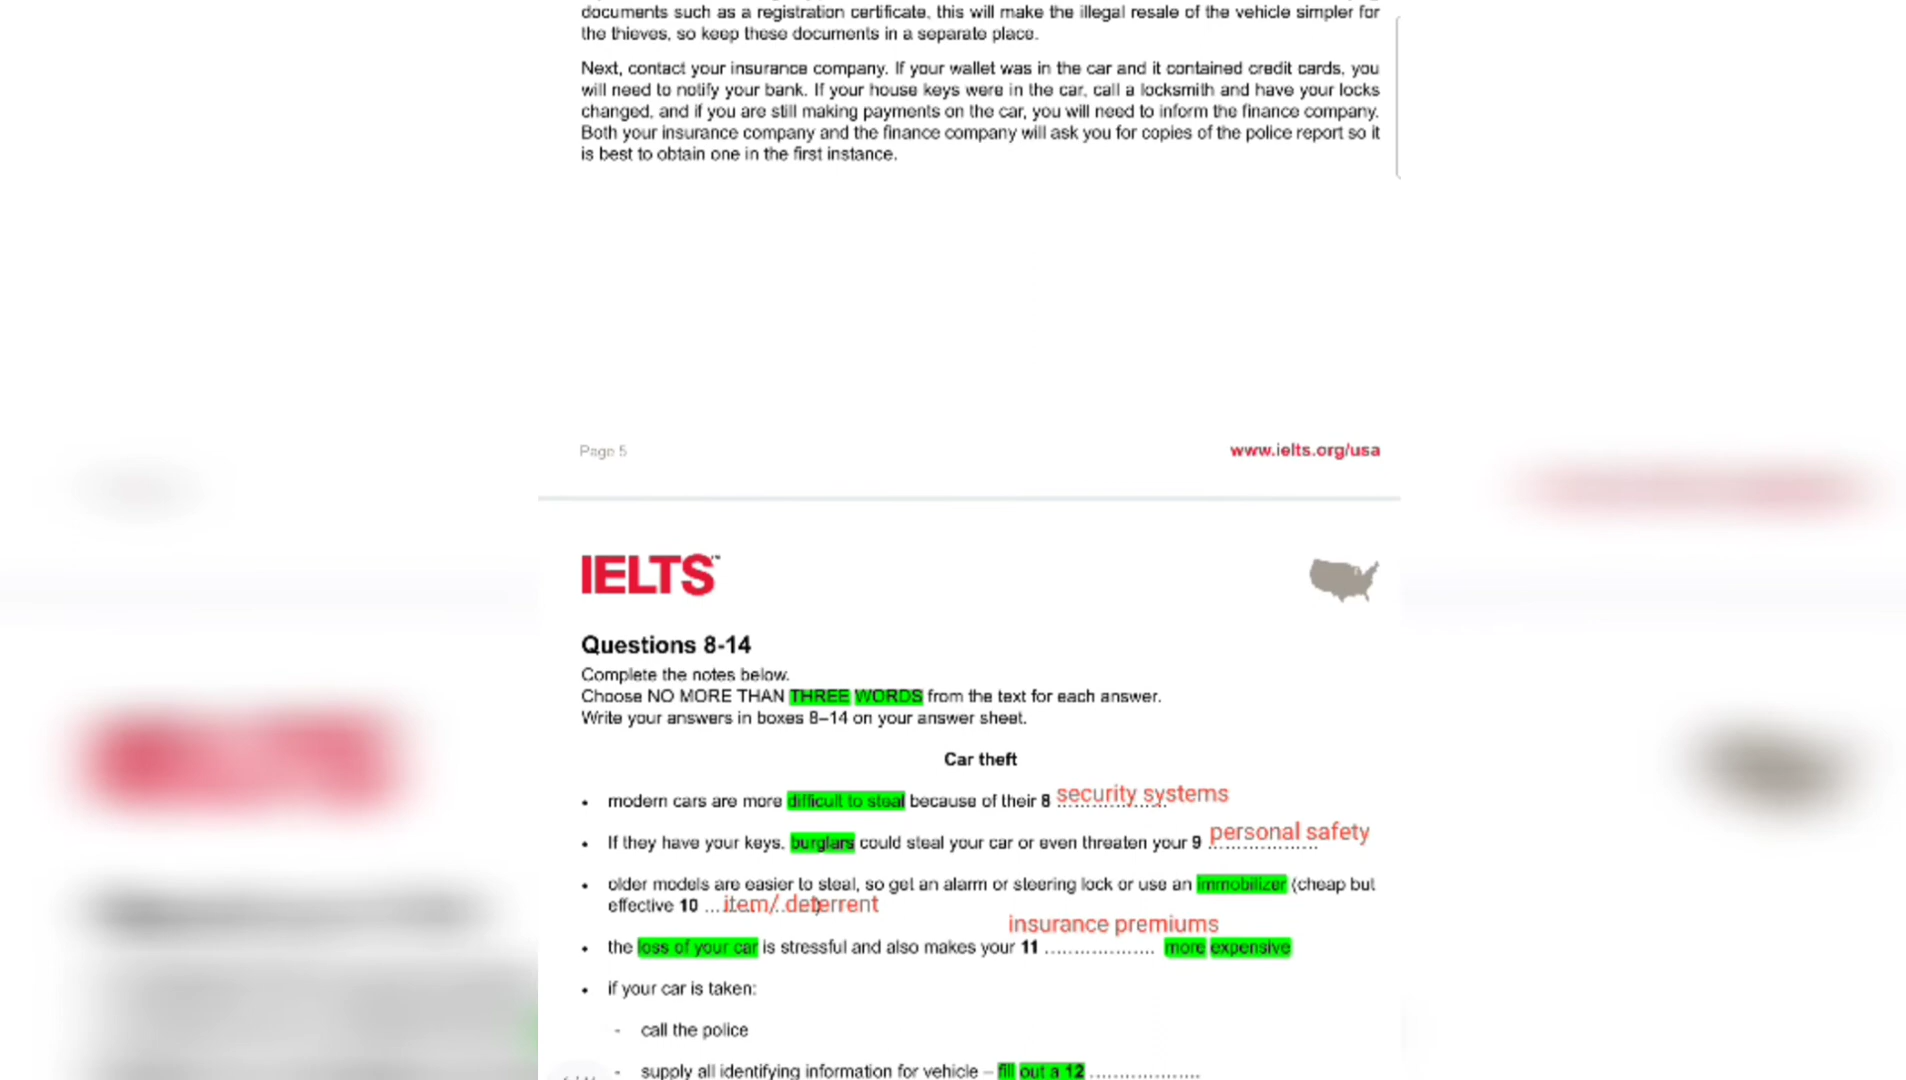 documents such as a registration certificate, this will make the illegal resale of the vehicle simpler for
the thieves, so keep these documents in a separate place.
Next, contact your insurance company. If your wallet was in the car and it contained credit cards, you
will need to notify your bank. If your house keys were in the car, call a locksmith and have your locks
changed, and if you are still making payments on the car, you will need to inform the finance company.
Both your insurance company and the finance company will ask you for copies of the police report so it
is best to obtain one in the first instance.
Page 5
www.ielts.org/usa
IELTS™
Questions 8-14
Complete the notes below.
Choose NO MORE THAN THREE WORDS from the text for each answer.
Write your answers in boxes 8–14 on your answer sheet.
Car theft
• modern cars are more difficult to steal because of their 8 .................. security systems
• If they have your keys, burglars could steal your car or even threaten your 9 .................. personal safety
• older models are easier to steal, so get an alarm or steering lock or use an immobilizer (cheap but
effective 10 ..................) item/ deterrent
insurance premiums
• the loss of your car is stressful and also makes your 11 .................. more expensive
• if your car is taken:
- call the police
- supply all identifying information for vehicle – fill out a 12 ..................